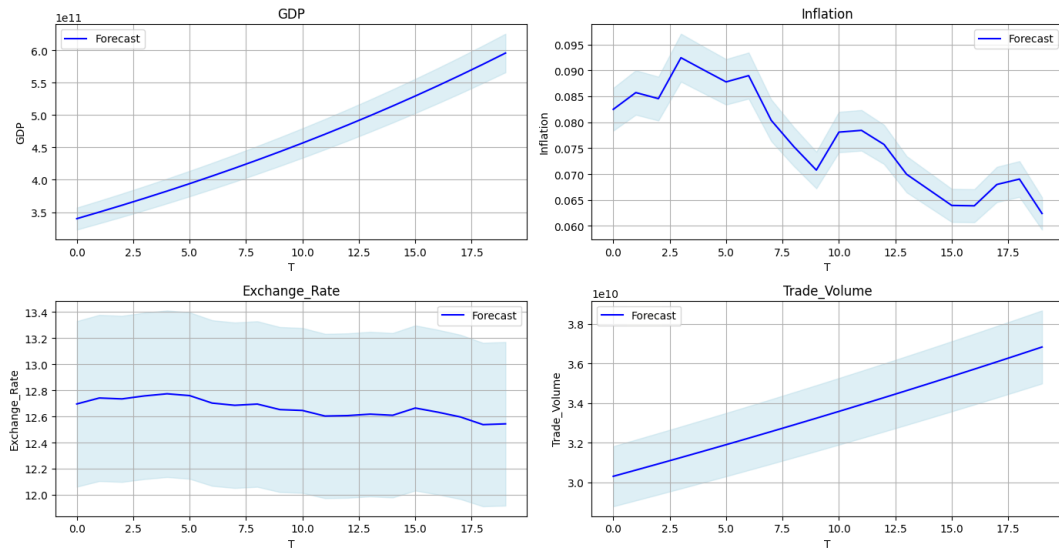 GDP
1e11
Forecast
GDP
6.0
5.5
5.0
4.5
4.0
3.5
0.0 2.5 5.0 7.5 10.0 12.5 15.0 17.5
T
Inflation
Forecast
Inflation
0.095
0.090
0.085
0.080
0.075
0.070
0.065
0.060
0.0 2.5 5.0 7.5 10.0 12.5 15.0 17.5
T
Exchange_Rate
Forecast
Exchange_Rate
13.4
13.2
13.0
12.8
12.6
12.4
12.2
12.0
0.0 2.5 5.0 7.5 10.0 12.5 15.0 17.5
T
Trade_Volume
1e10
Forecast
Trade_Volume
3.8
3.6
3.4
3.2
3.0
0.0 2.5 5.0 7.5 10.0 12.5 15.0 17.5
T